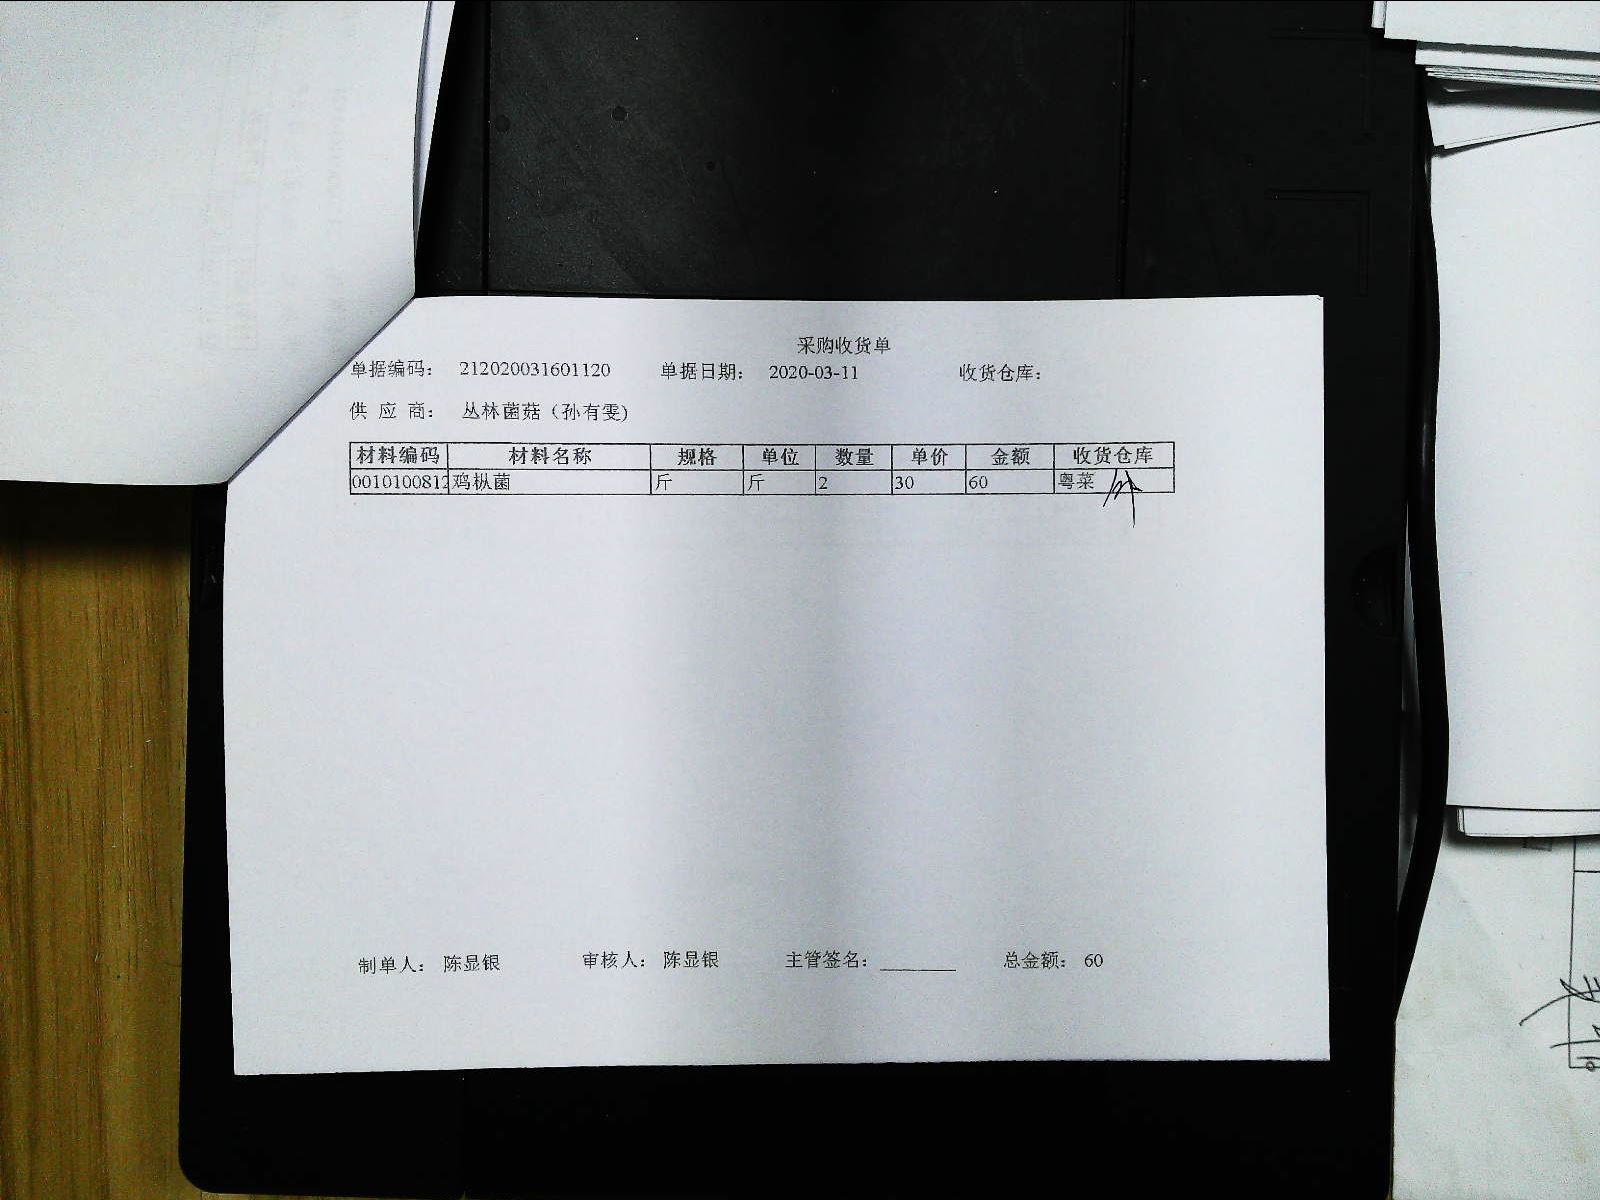 采购收货单
单据编码： 212020031601120 单据日期： 2020-03-11 收货仓库：
供 应 商： 丛林菌菇（孙有雯）
材料编码 材料名称 规格 单位 数量 单价 金额 收货仓库
0010100812 鸡枞菌 斤 斤 2 30 60 粤菜
制单人： 陈显银 审核人： 陈显银 主管签名：________ 总金额： 60